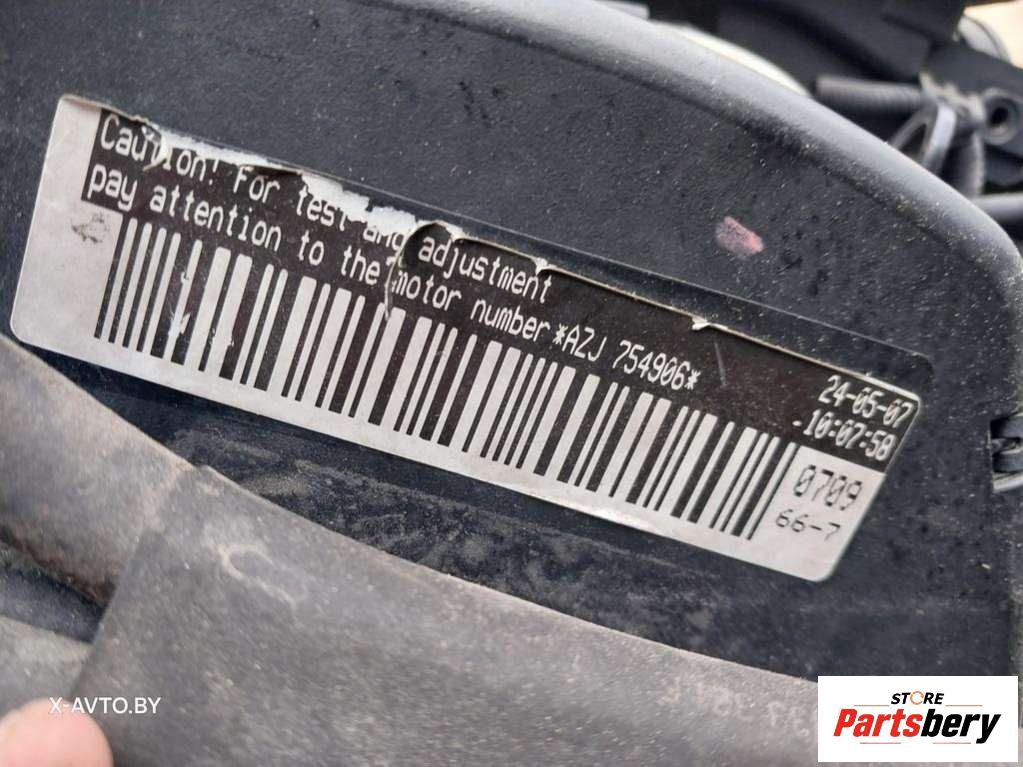 Caution! For test and adjustment
pay attention to the motor number *AZJ 754906*
24-05-07
10:07:58
0709
66-7
X-AVTO.BY
STORE
Partsbery